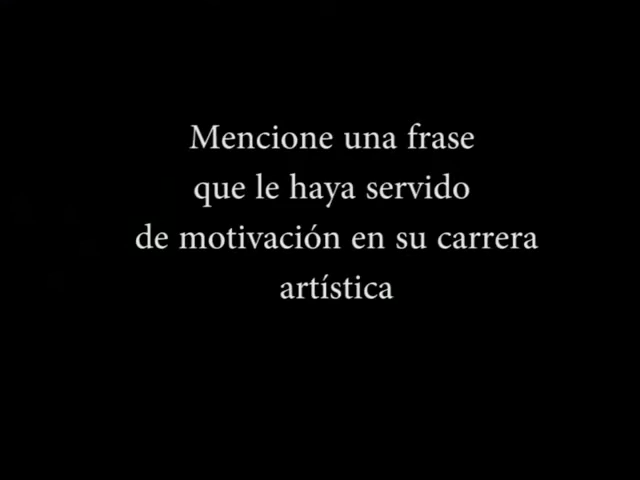 Mencione una frase
que le haya servido
de motivación en su carrera
artística